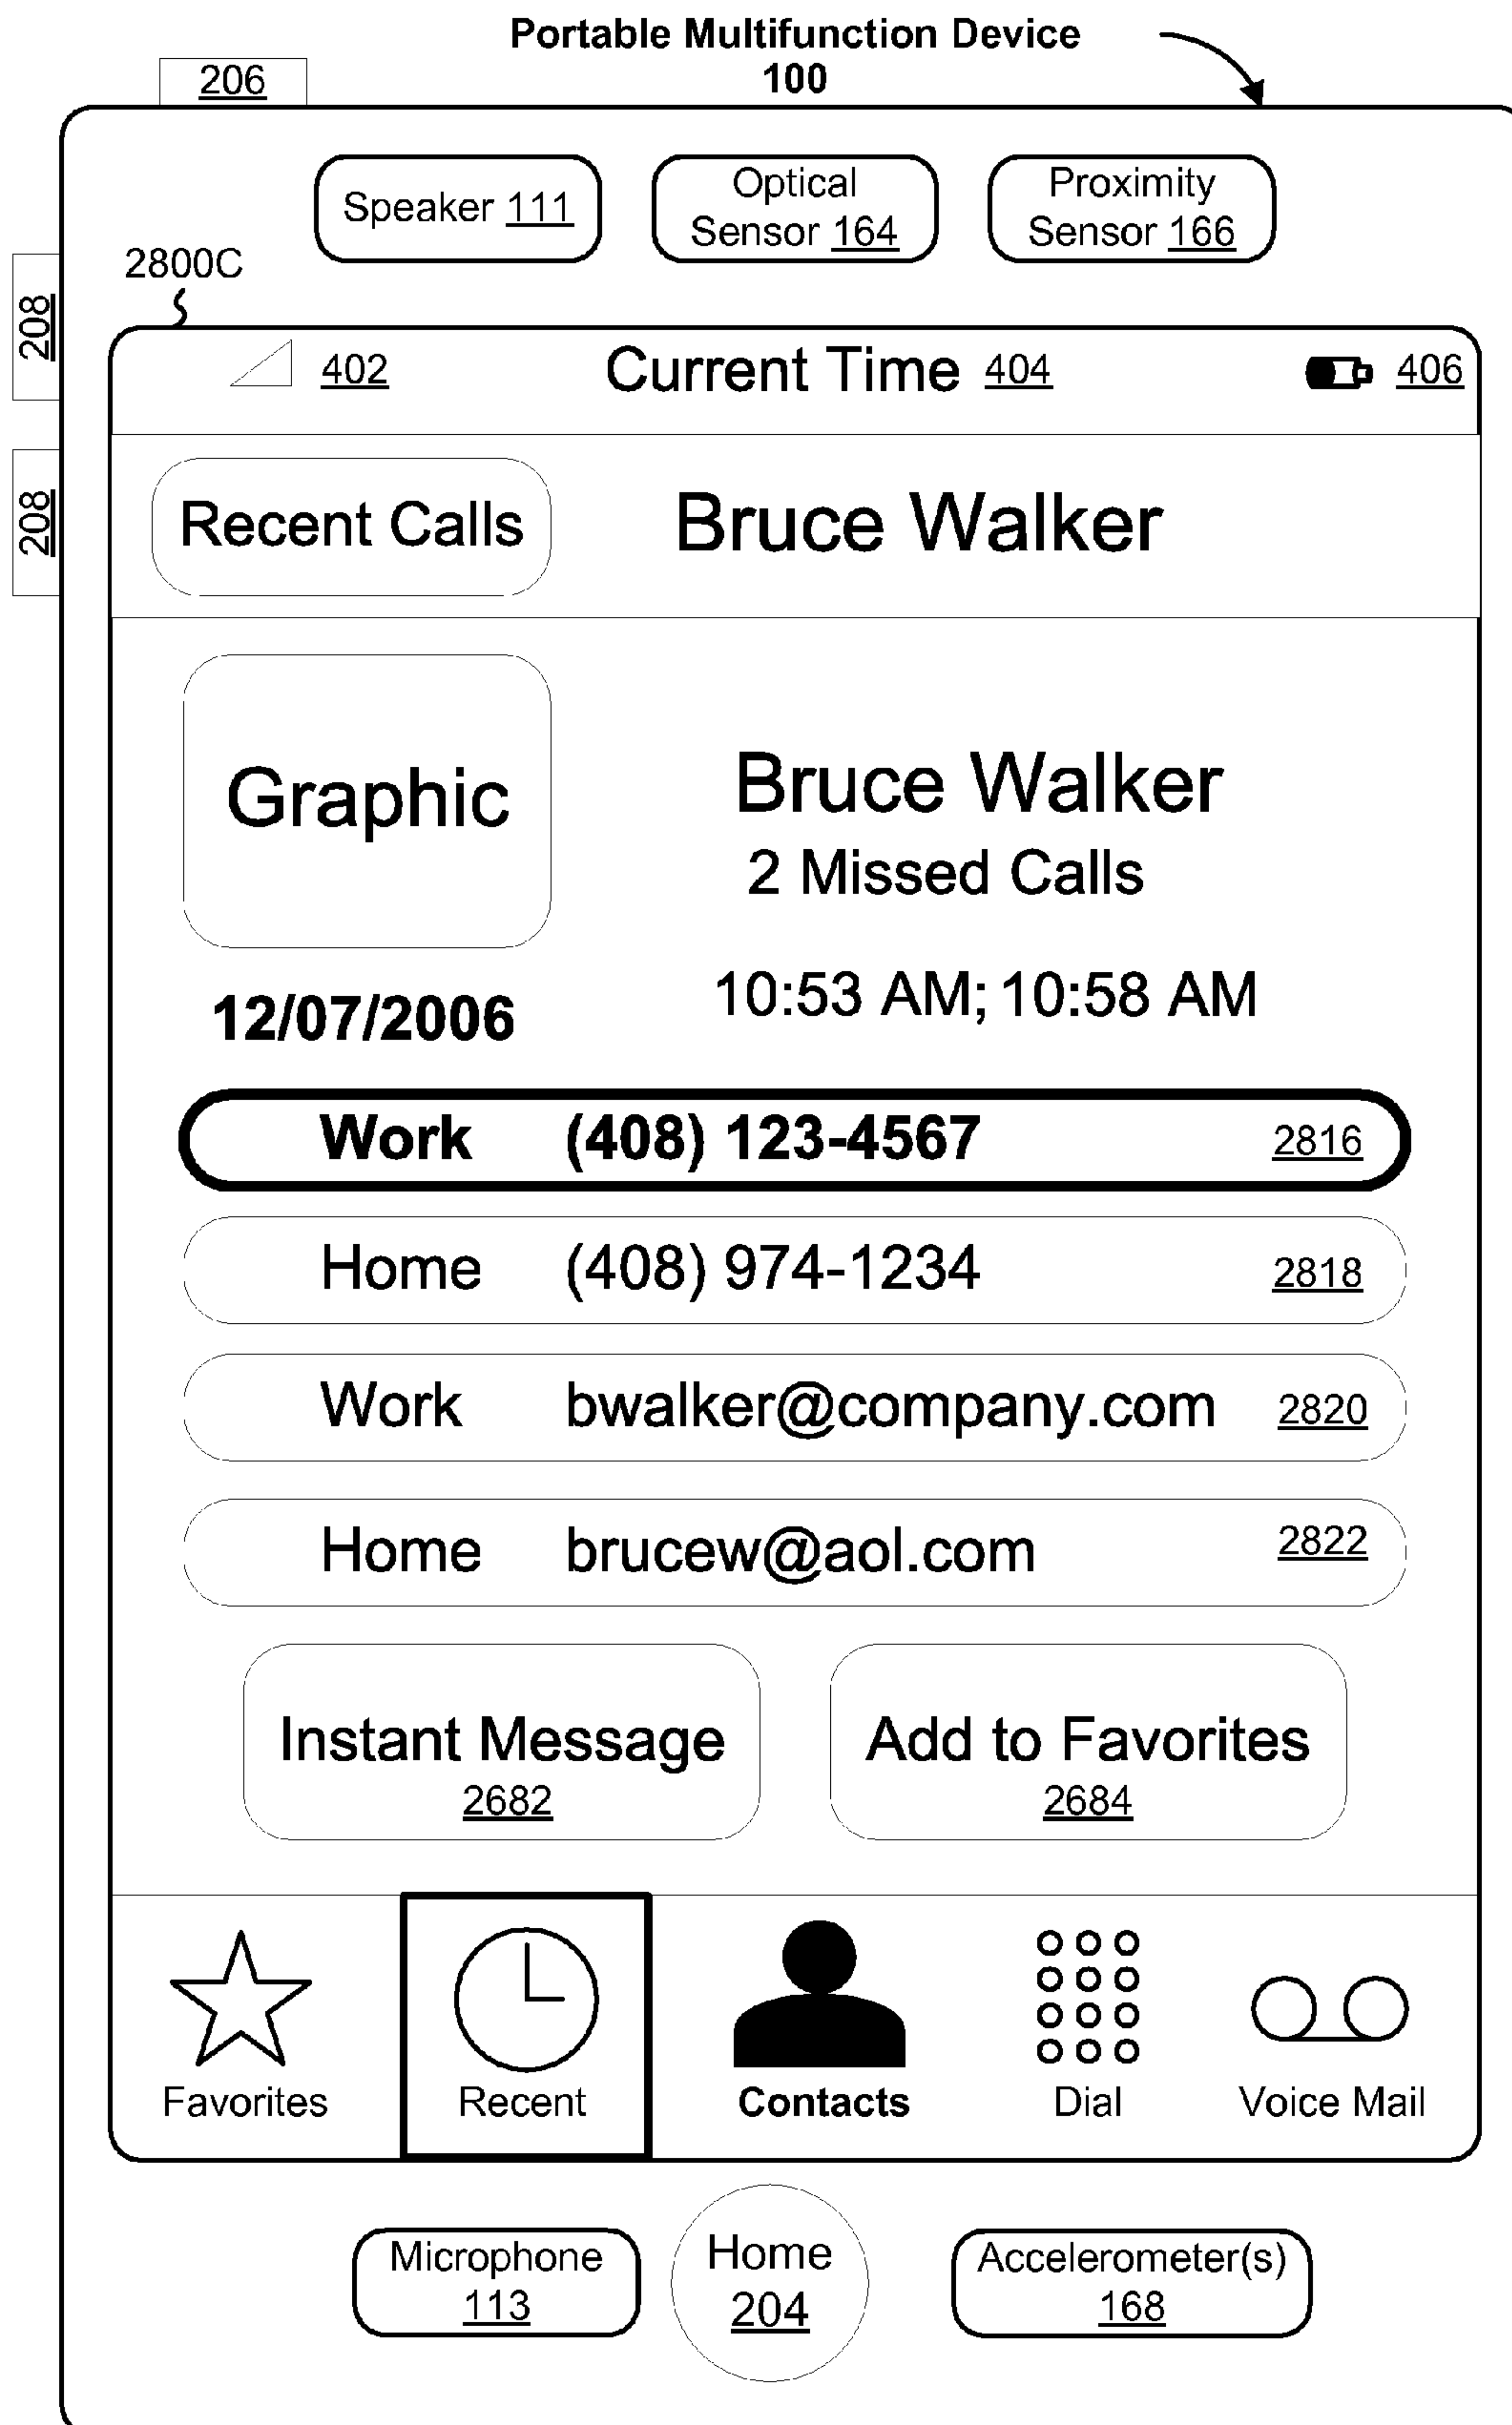 Portable Multifunction Device
100
206
Speaker 111
Optical
Sensor 164
Proximity
Sensor 166
2800C
208
208
402
Current Time 404
406
Recent Calls
Bruce Walker
Graphic
Bruce Walker
2 Missed Calls
12/07/2006
10:53 AM; 10:58 AM
Work (408) 123-4567 2816
Home (408) 974-1234 2818
Work bwalker@company.com 2820
Home brucew@aol.com 2822
Instant Message
2682
Add to Favorites
2684
Favorites
Recent
Contacts
Dial
Voice Mail
Microphone
113
Home
204
Accelerometer(s)
168